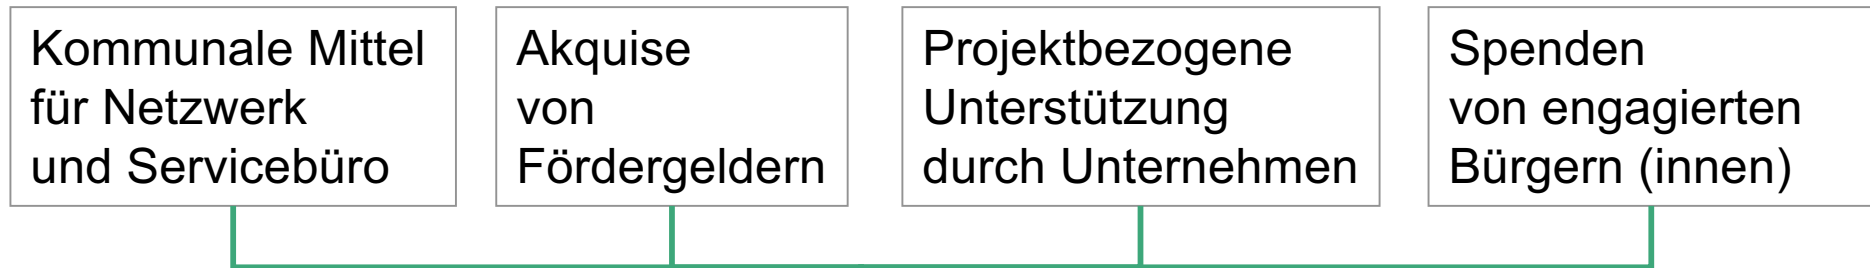 Kommunale Mittel
für Netzwerk
und Servicebüro
Akquise
von
Fördergeldern
Projektbezogene
Unterstützung
durch Unternehmen
Spenden
von engagierten
Bürgern (innen)